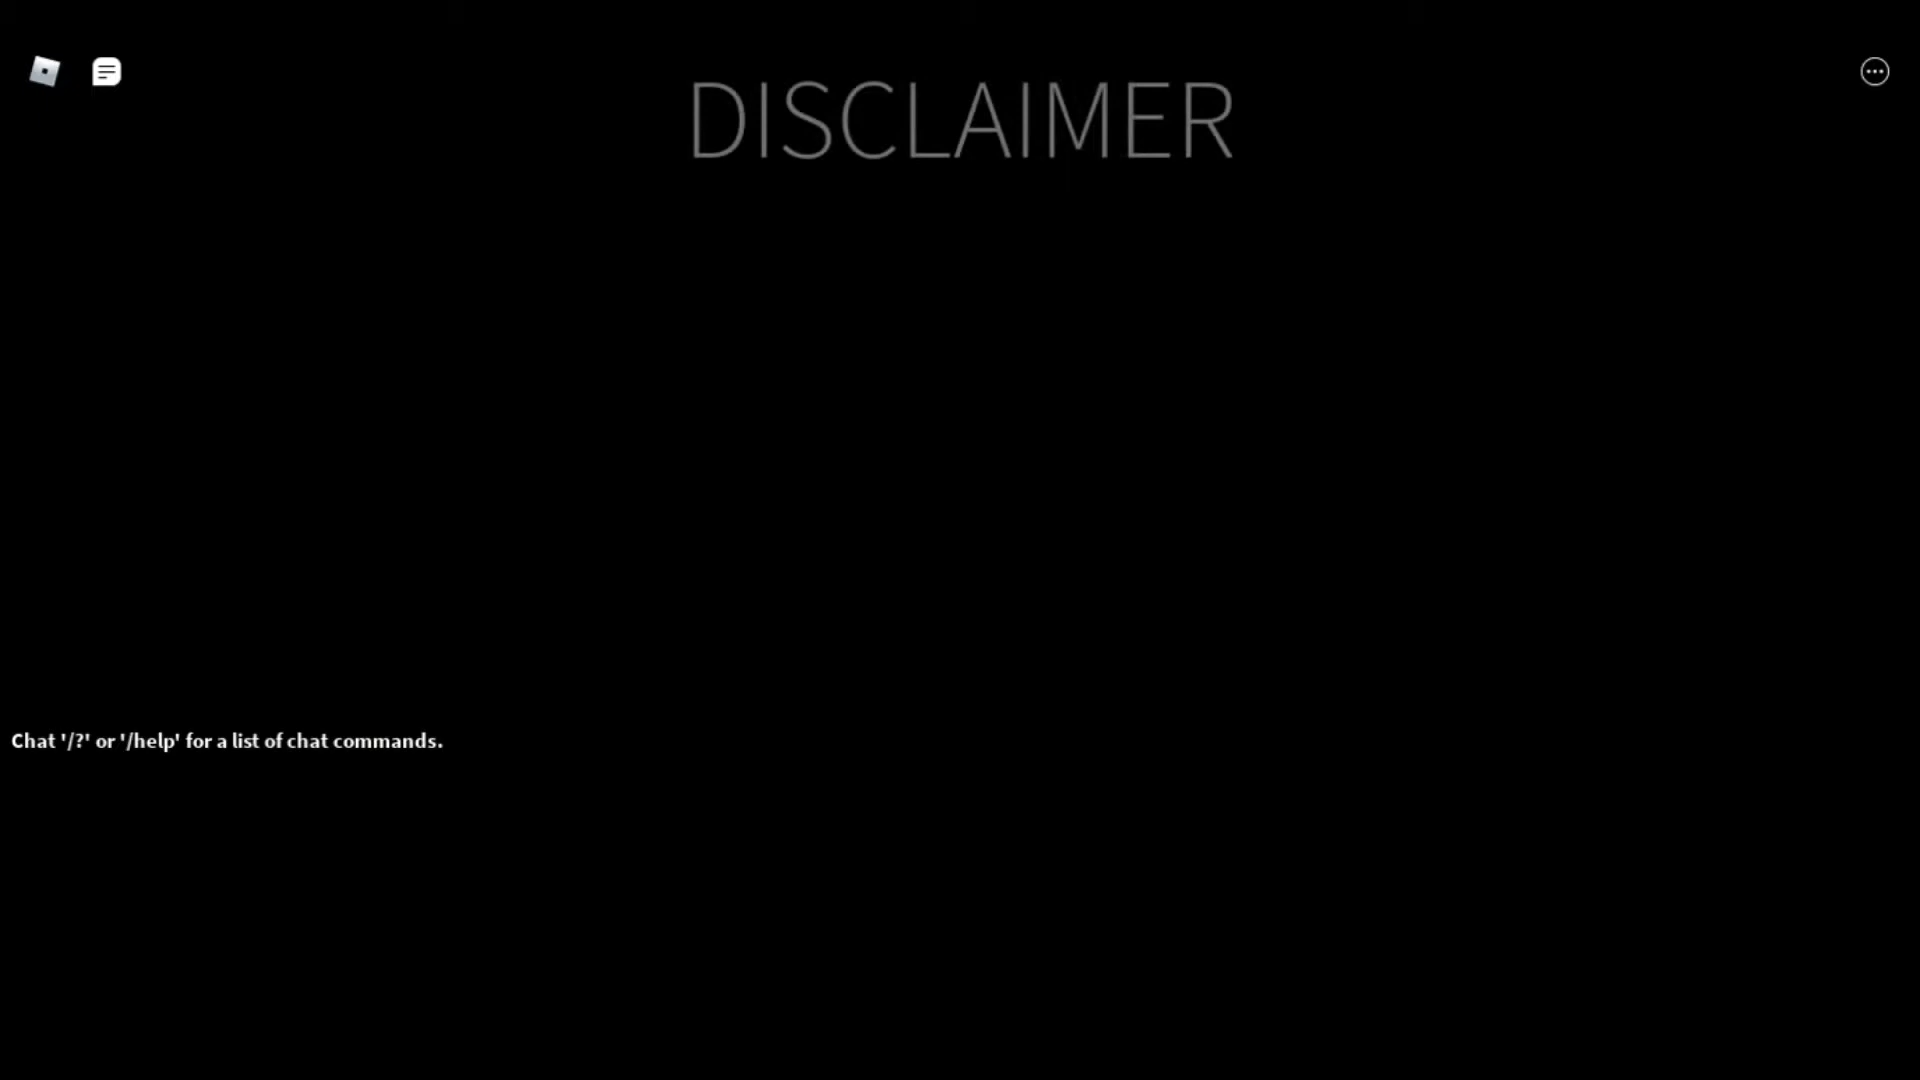 DISCLAIMER
Chat '/?' or '/help' for a list of chat commands.